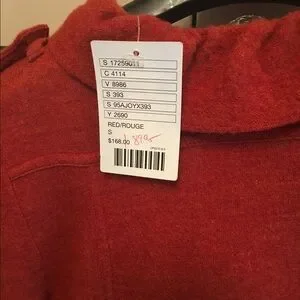 S 17259011
C 4114
V 8986
S 393
S 95AJOYX393
Y 2690
RED/ROUGE
S
$168.00